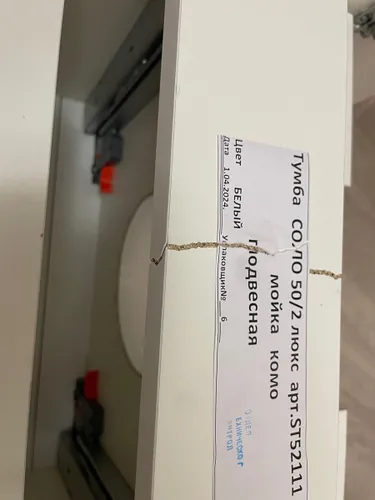 Тумба СОЛО 50/2 люкс арт.ST52111
мойка комо
подвесная
Цвет БЕЛЫЙ
Дата 1.04.2024, Упаковщик№ 6